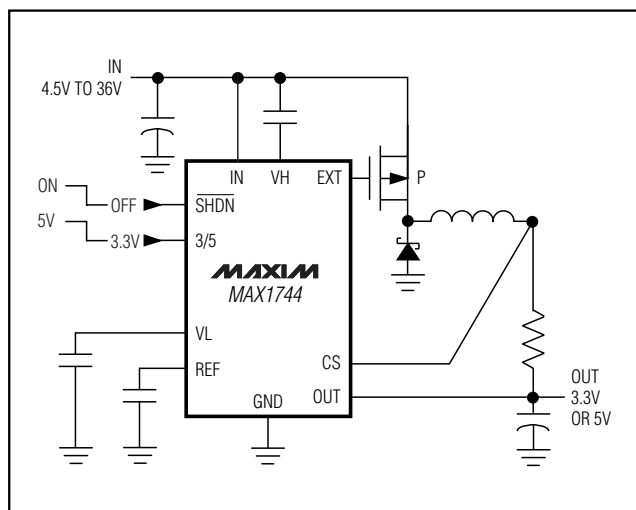 IN
4.5V TO 36V
IN
VH
EXT
P
ON
OFF
SHDN
5V
3.3V
3/5
MAXIM
MAX1744
VL
REF
CS
OUT
GND
OUT
3.3V
OR 5V